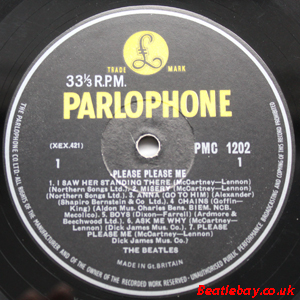 £
TRADE MARK
33⅓ R.P.M.
PARLOPHONE
(XEX.421)
PMC 1202
1
1
PLEASE PLEASE ME
1. I SAW HER STANDING THERE (McCartney—Lennon)
(Northern Songs Ltd.) 2. MISERY (McCartney—Lennon)
(Northern Songs Ltd.) 3. ANNA (GO TO HIM) (Alexander)
(Shapiro Bernstein & Co Ltd.) 4. CHAINS (Goffin—
King) (Aldon Mus. Charles Bens. BIEM. NCB.
Mecolico) 5. BOYS (Dixon—Farrell) (Ardmore &
Beechwood Ltd.) 6. ASK ME WHY (McCartney—Lennon)
(Dick James Mus. Co.) 7. PLEASE
PLEASE ME (McCartney—Lennon)
(Dick James Mus. Co.)
THE BEATLES
MADE IN GT. BRITAIN
THE PARLOPHONE CO. LTD. ALL RIGHTS OF THE MANUFACTURER AND OF THE OWNER OF THE RECORDED WORK RESERVED UNAUTHORISED PUBLIC PERFORMANCE BROADCASTING AND COPYING OF THIS RECORD PROHIBITED
Beatlebay.co.uk